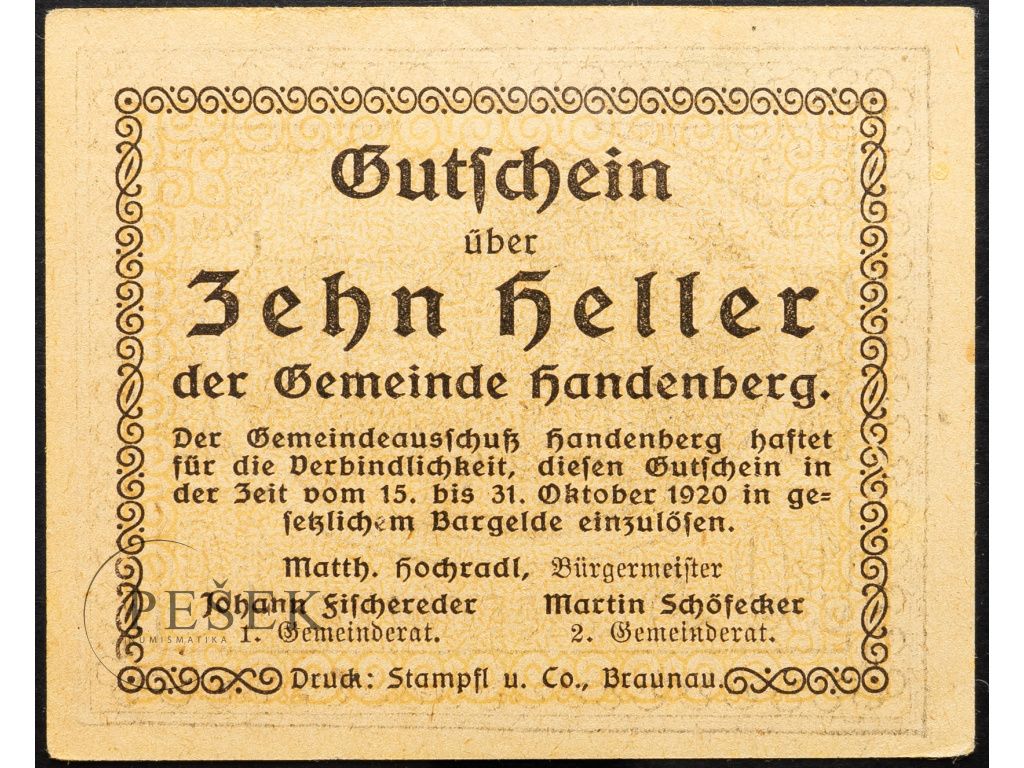 Gutschein
über
Zehn Heller
der Gemeinde Handenberg.
Der Gemeindeausschuß Handenberg haftet
für die Verbindlichkeit, diesen Gutschein in
der Zeit vom 15. bis 31. Oktober 1920 in ge=
setzlichem Bargelde einzulösen.
Matth. Hochradl, Bürgermeister
Johann Fischereder Martin Schöfecker
1. Gemeinderat. 2. Gemeinderat.
Druck: Stampfl u. Co., Braunau.
PEŠEK
NUMISMATIKA